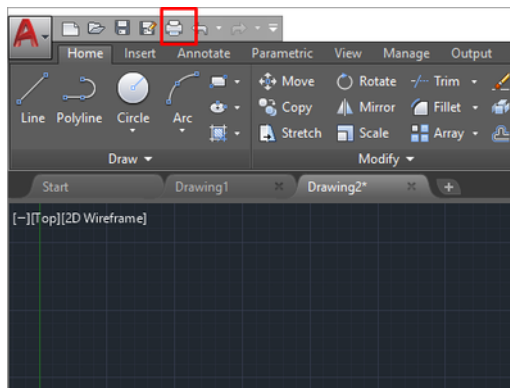 A
Home Insert Annotate Parametric View Manage Output
Move Rotate Trim
Line Polyline Circle Arc Copy Mirror Fillet
Stretch Scale Array
Draw Modify
Start Drawing1 Drawing2*
[−][Top][2D Wireframe]